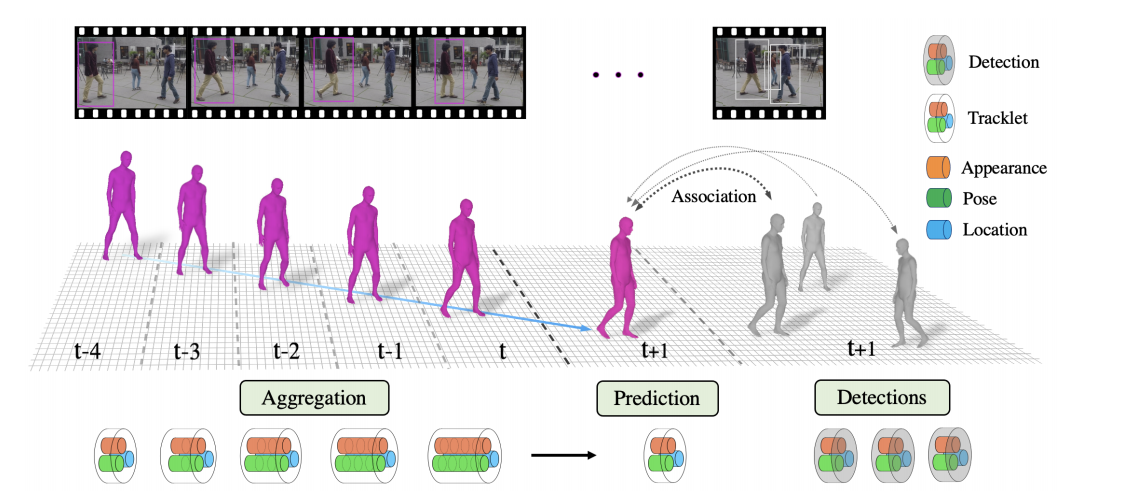 Detection
Tracklet
Appearance
Pose
Location
Association
t-4
t-3
t-2
t-1
t
t+1
t+1
Aggregation
Prediction
Detections